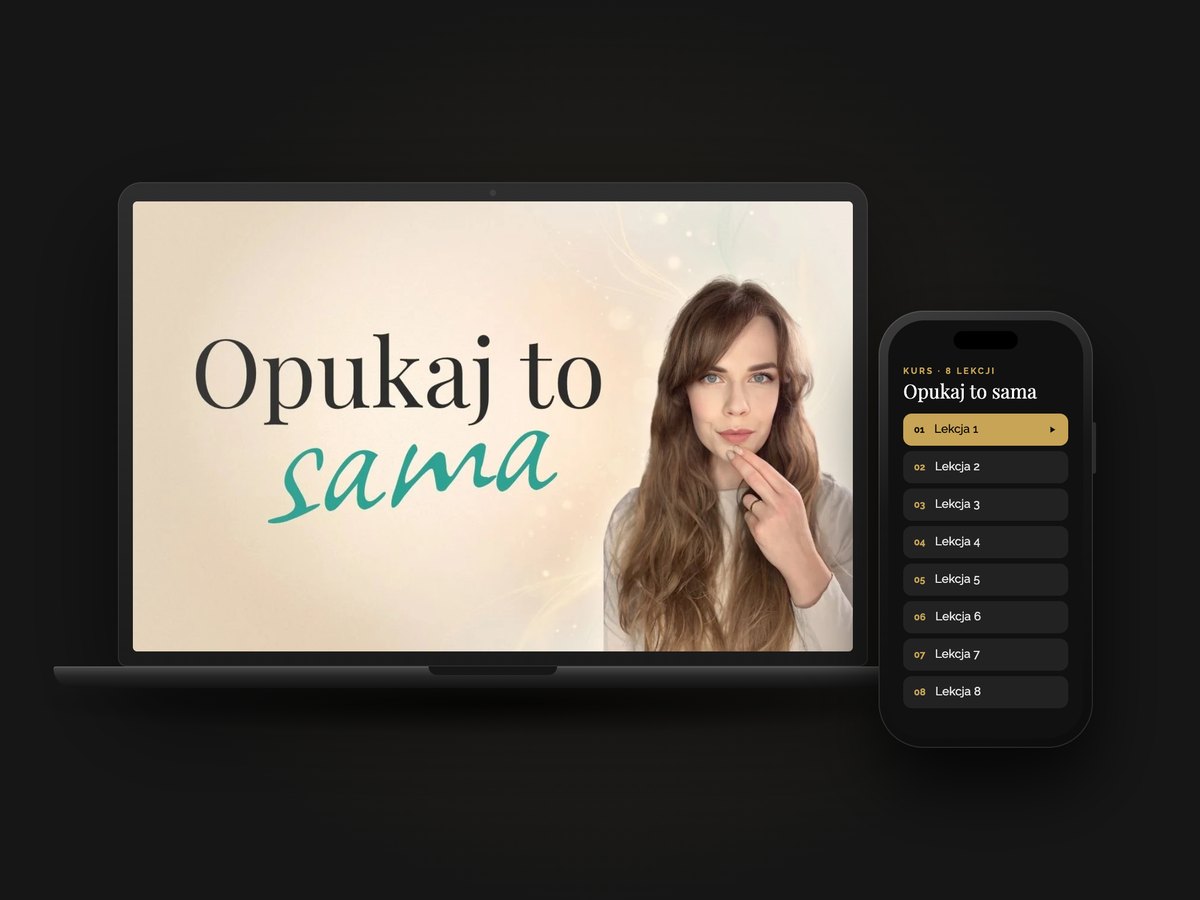 Opukaj to
sama
KURS · 8 LEKCJI
Opukaj to sama
01 Lekcja 1
02 Lekcja 2
03 Lekcja 3
04 Lekcja 4
05 Lekcja 5
06 Lekcja 6
07 Lekcja 7
08 Lekcja 8